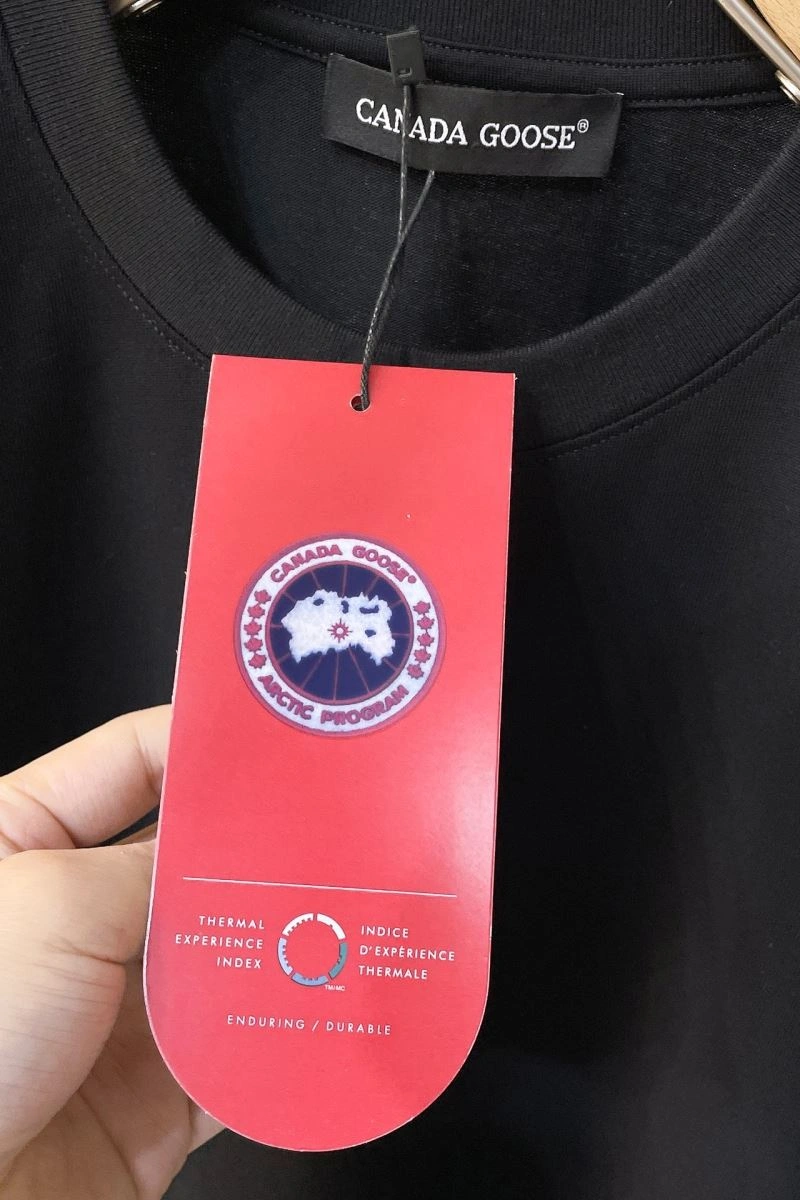 CANADA GOOSE®
CANADA GOOSE®
ARCTIC PROGRAM
THERMAL
EXPERIENCE
INDEX
INDICE
D'EXPÉRIENCE
THERMALE
TM/MC
ENDURING / DURABLE